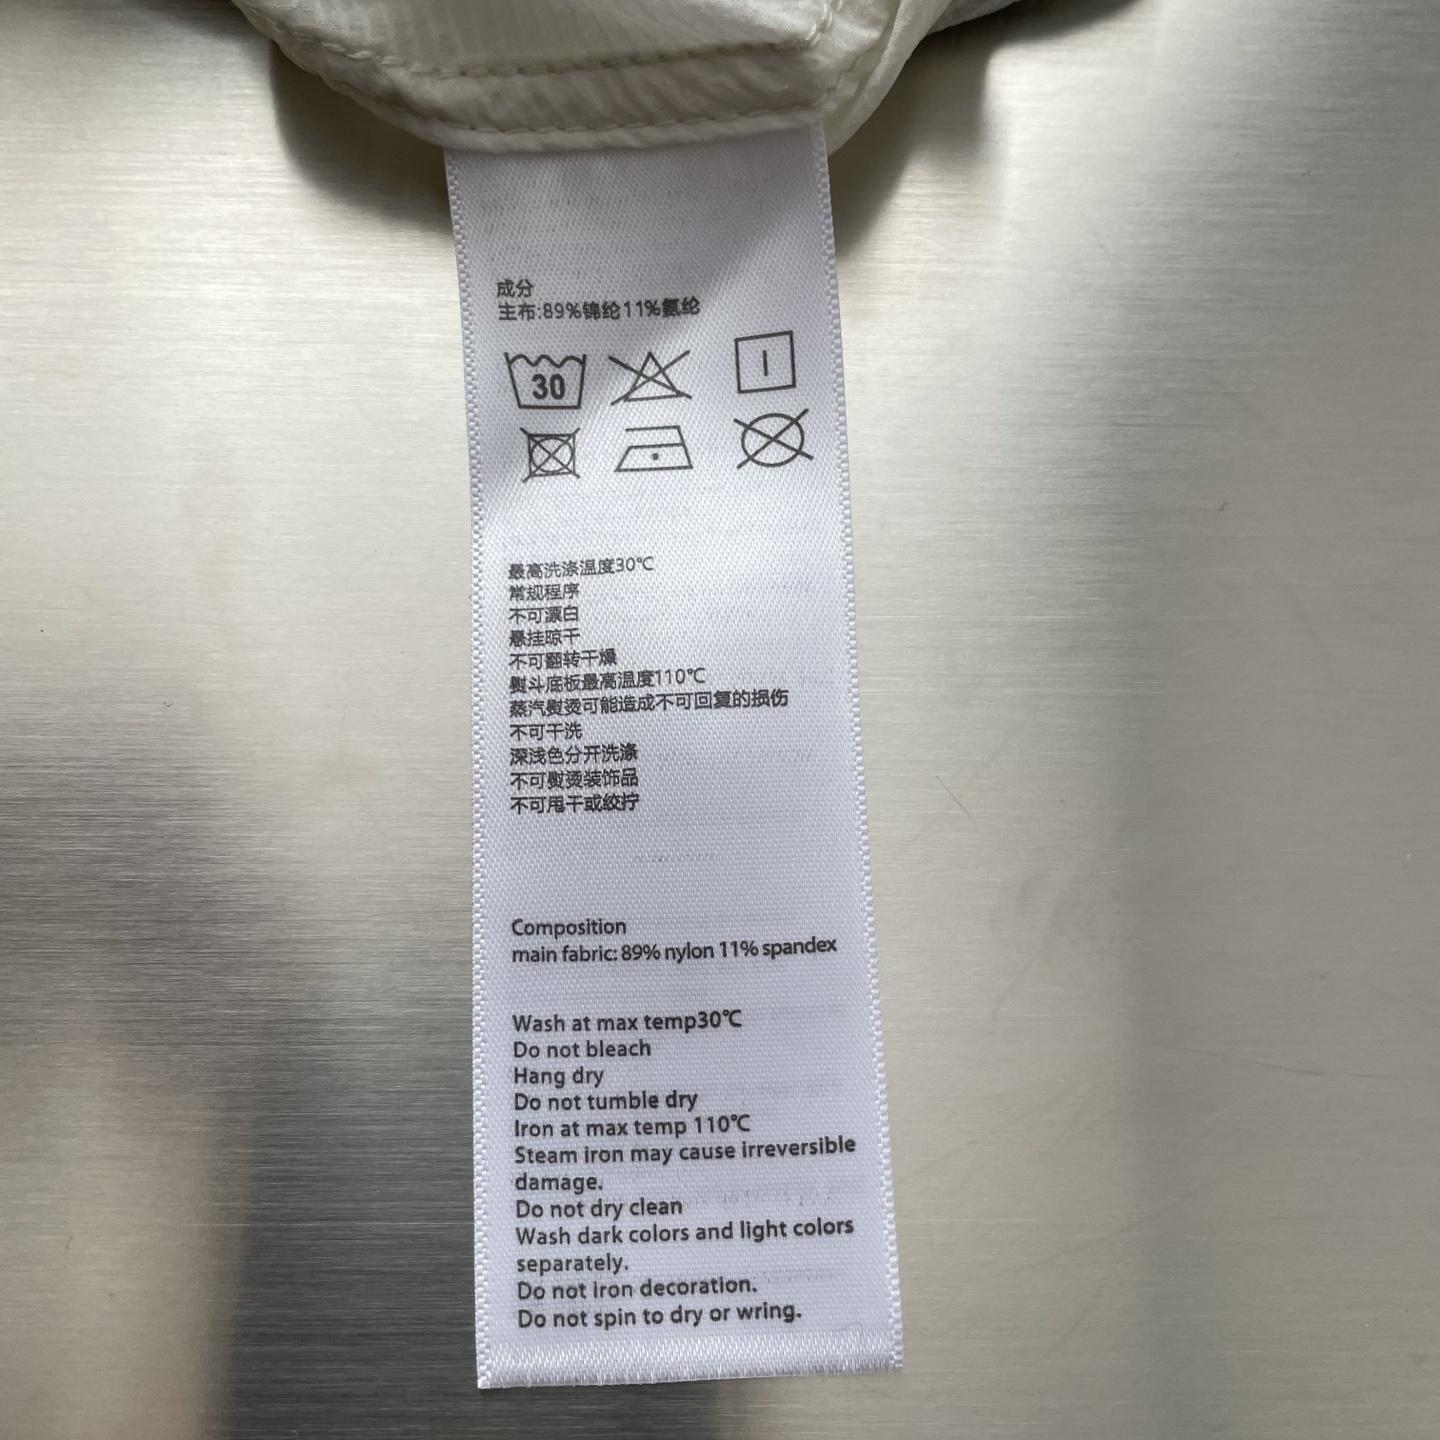 成分
主布:89%锦纶11%氨纶
30
最高洗涤温度30℃
常规程序
不可漂白
悬挂晾干
不可翻转干燥
熨斗底板最高温度110℃
蒸汽熨烫可能造成不可回复的损伤
不可干洗
深浅色分开洗涤
不可熨烫装饰品
不可甩干或绞拧
Composition
main fabric: 89% nylon 11% spandex
Wash at max temp30℃
Do not bleach
Hang dry
Do not tumble dry
Iron at max temp 110℃
Steam iron may cause irreversible
damage.
Do not dry clean
Wash dark colors and light colors
separately.
Do not iron decoration.
Do not spin to dry or wring.